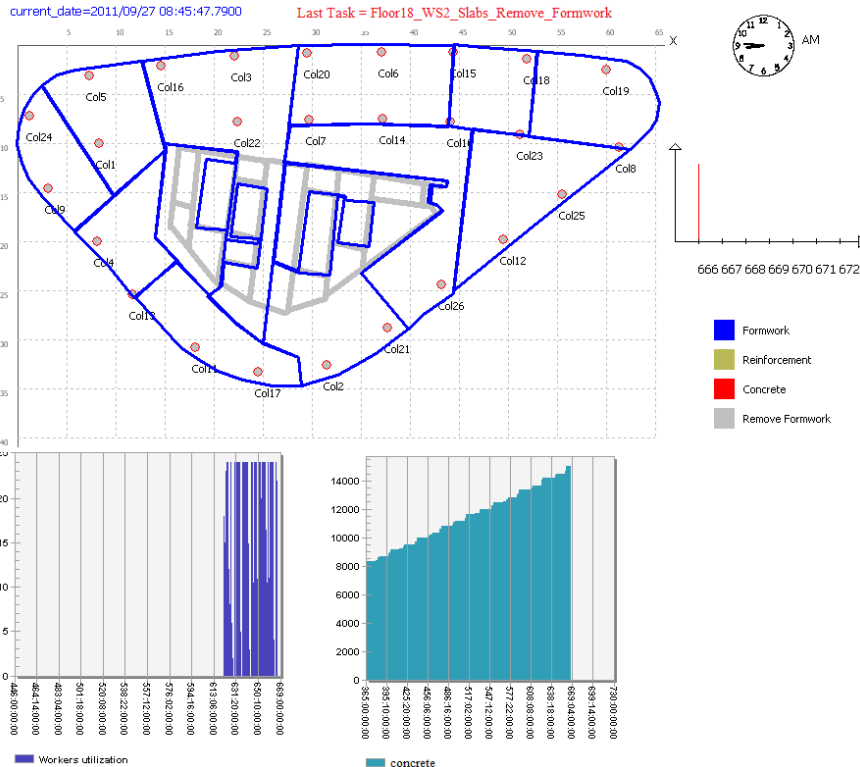 current_date=2011/09/27 08:45:47.7900
Last Task = Floor18_WS2_Slabs_Remove_Formwork
5 10 15 20 25 30 35 40 45 50 55 60 65
X
AM
12 1 2 3 4 5 6 7 8 9 10 11
5
10
15
20
25
30
35
40
Col5
Col16
Col3
Col20
Col6
Col15
Col18
Col19
Col24
Col1
Col22
Col7
Col14
Col23
Col8
Col9
Col25
Col4
Col12
Col13
Col26
Col21
Col17
Col2
666 667 668 669 670 671 672
Formwork
Reinforcement
Concrete
Remove Formwork
20
15
10
5
0
446:00:00:00
464:14:00:00
483:04:00:00
501:18:00:00
520:08:00:00
538:22:00:00
557:12:00:00
576:02:00:00
594:16:00:00
613:06:00:00
631:20:00:00
650:10:00:00
669:00:00:00
Workers utilization
14000
12000
10000
8000
6000
4000
2000
0
365:00:00:00
395:10:00:00
425:20:00:00
456:06:00:00
486:16:00:00
517:02:00:00
547:12:00:00
577:22:00:00
608:08:00:00
638:18:00:00
669:04:00:00
699:14:00:00
730:00:00:00
concrete